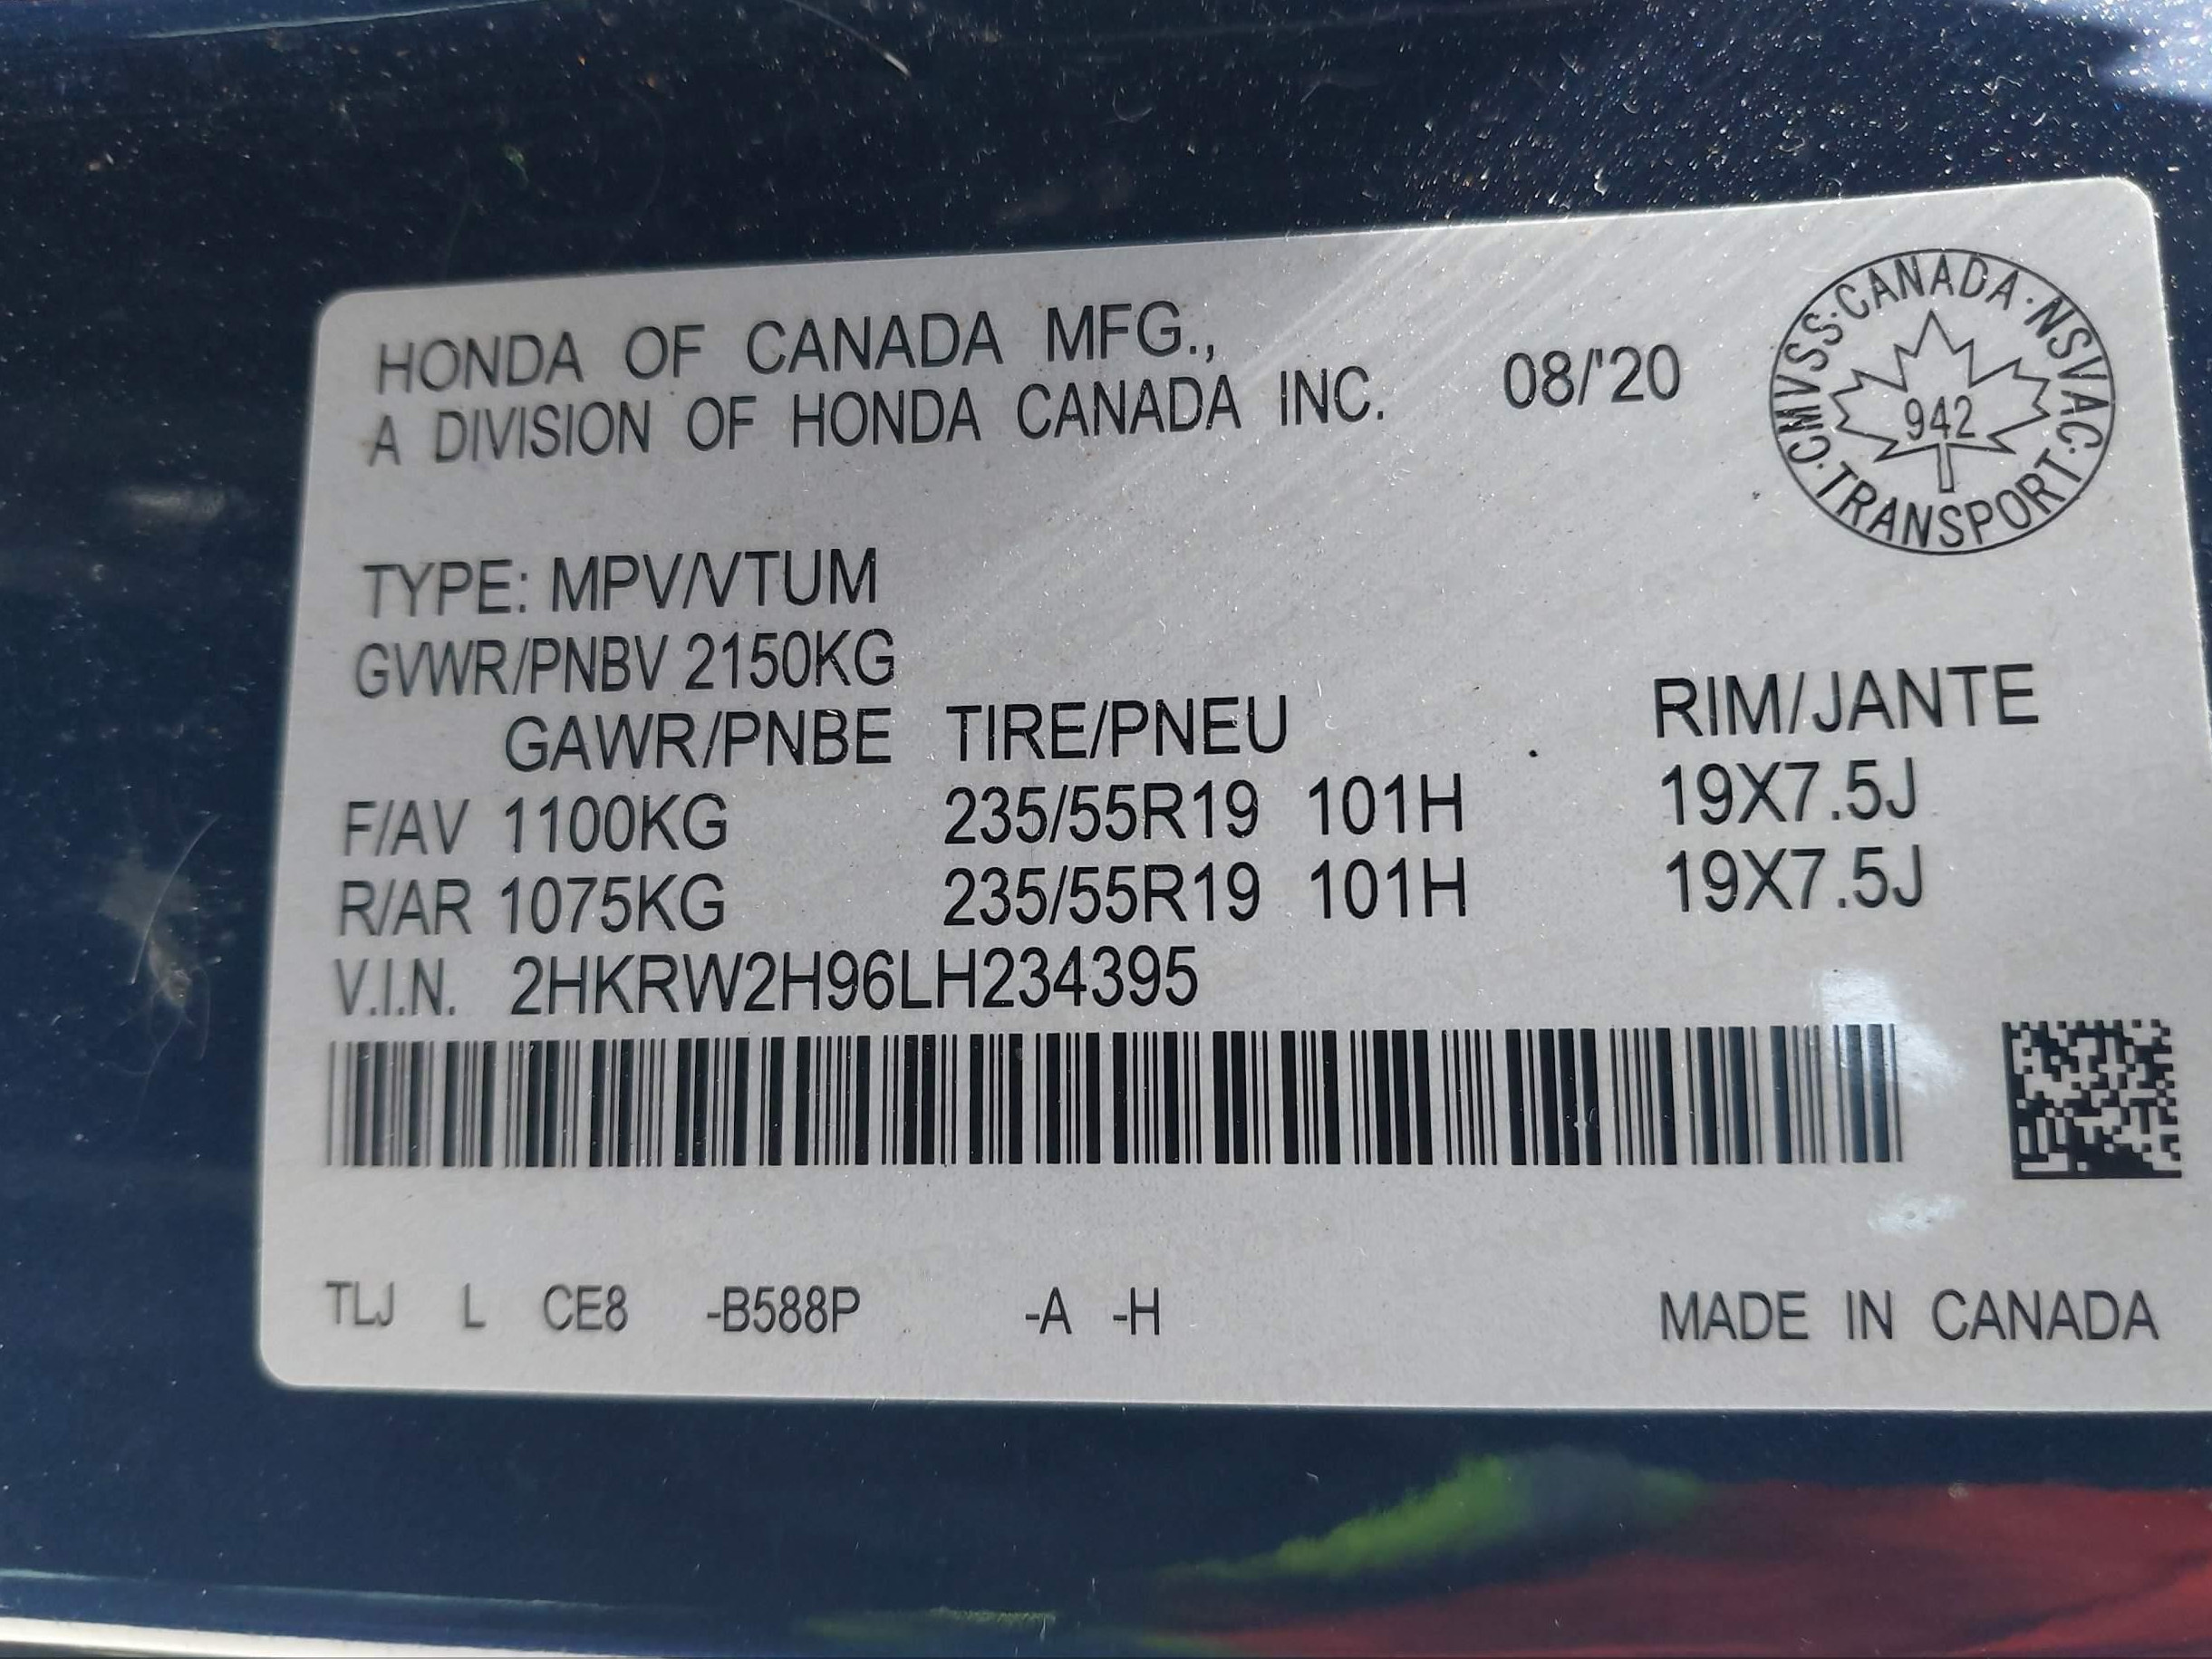 HONDA OF CANADA MFG.,
A DIVISION OF HONDA CANADA INC. 08/'20
CMVSS·CANADA·NSVAC·TRANSPORT·
942
TYPE: MPV/VTUM
GVWR/PNBV 2150KG
GAWR/PNBE TIRE/PNEU RIM/JANTE
F/AV 1100KG 235/55R19 101H 19X7.5J
R/AR 1075KG 235/55R19 101H 19X7.5J
V.I.N. 2HKRW2H96LH234395
TLJ L CE8 -B588P -A -H MADE IN CANADA